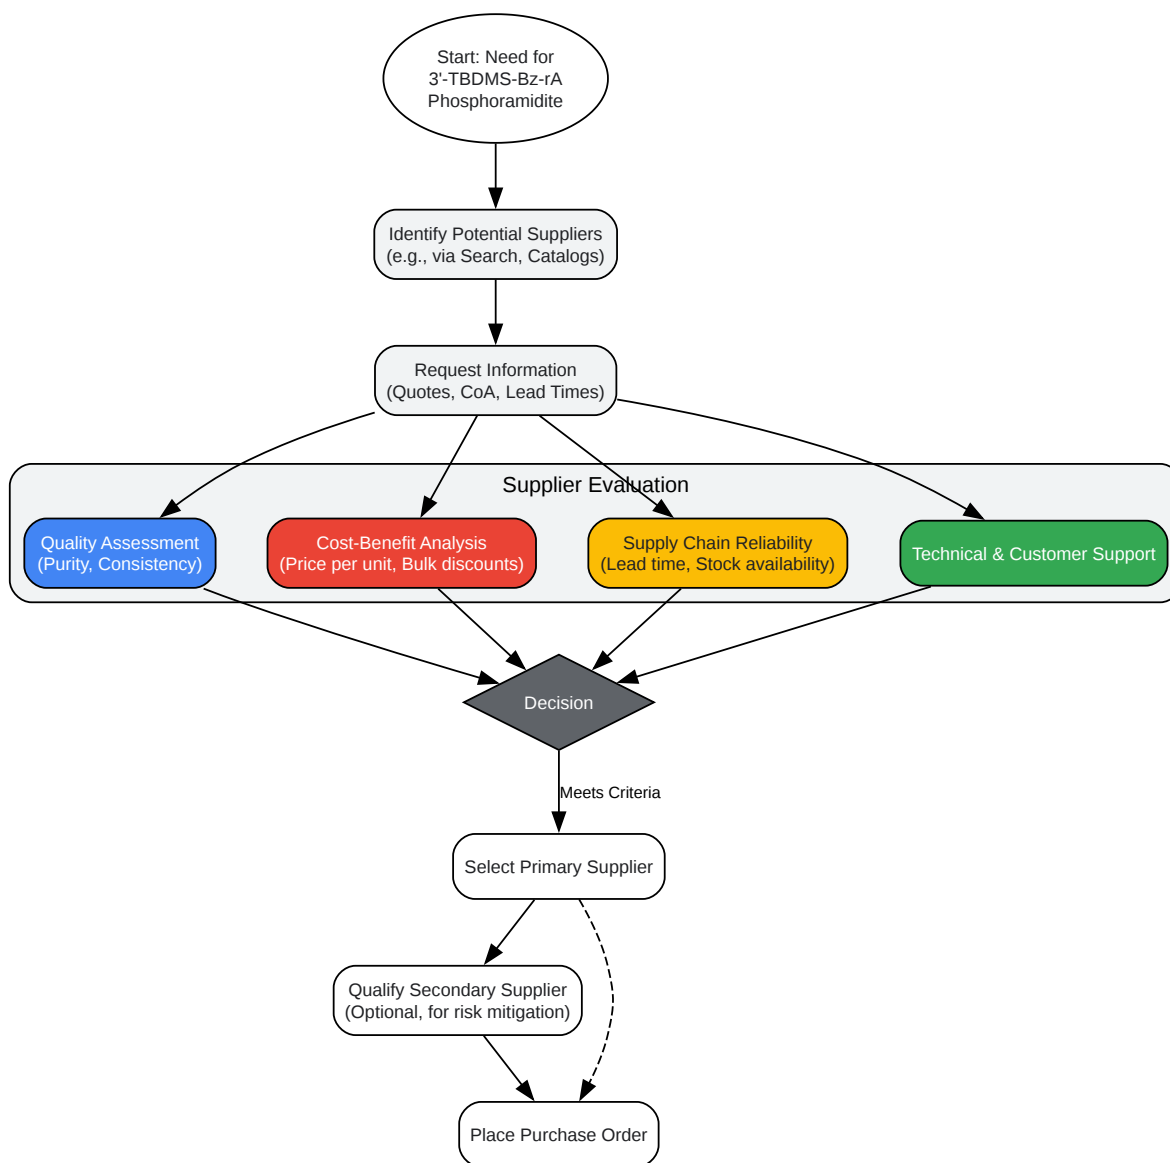 Start: Need for
3'-TBDMS-Bz-rA
Phosphoramidite
Identify Potential Suppliers
(e.g., via Search, Catalogs)
Request Information
(Quotes, CoA, Lead Times)
Supplier Evaluation
Quality Assessment
(Purity, Consistency)
Cost-Benefit Analysis
(Price per unit, Bulk discounts)
Supply Chain Reliability
(Lead time, Stock availability)
Technical & Customer Support
Decision
Meets Criteria
Select Primary Supplier
Qualify Secondary Supplier
(Optional, for risk mitigation)
Place Purchase Order